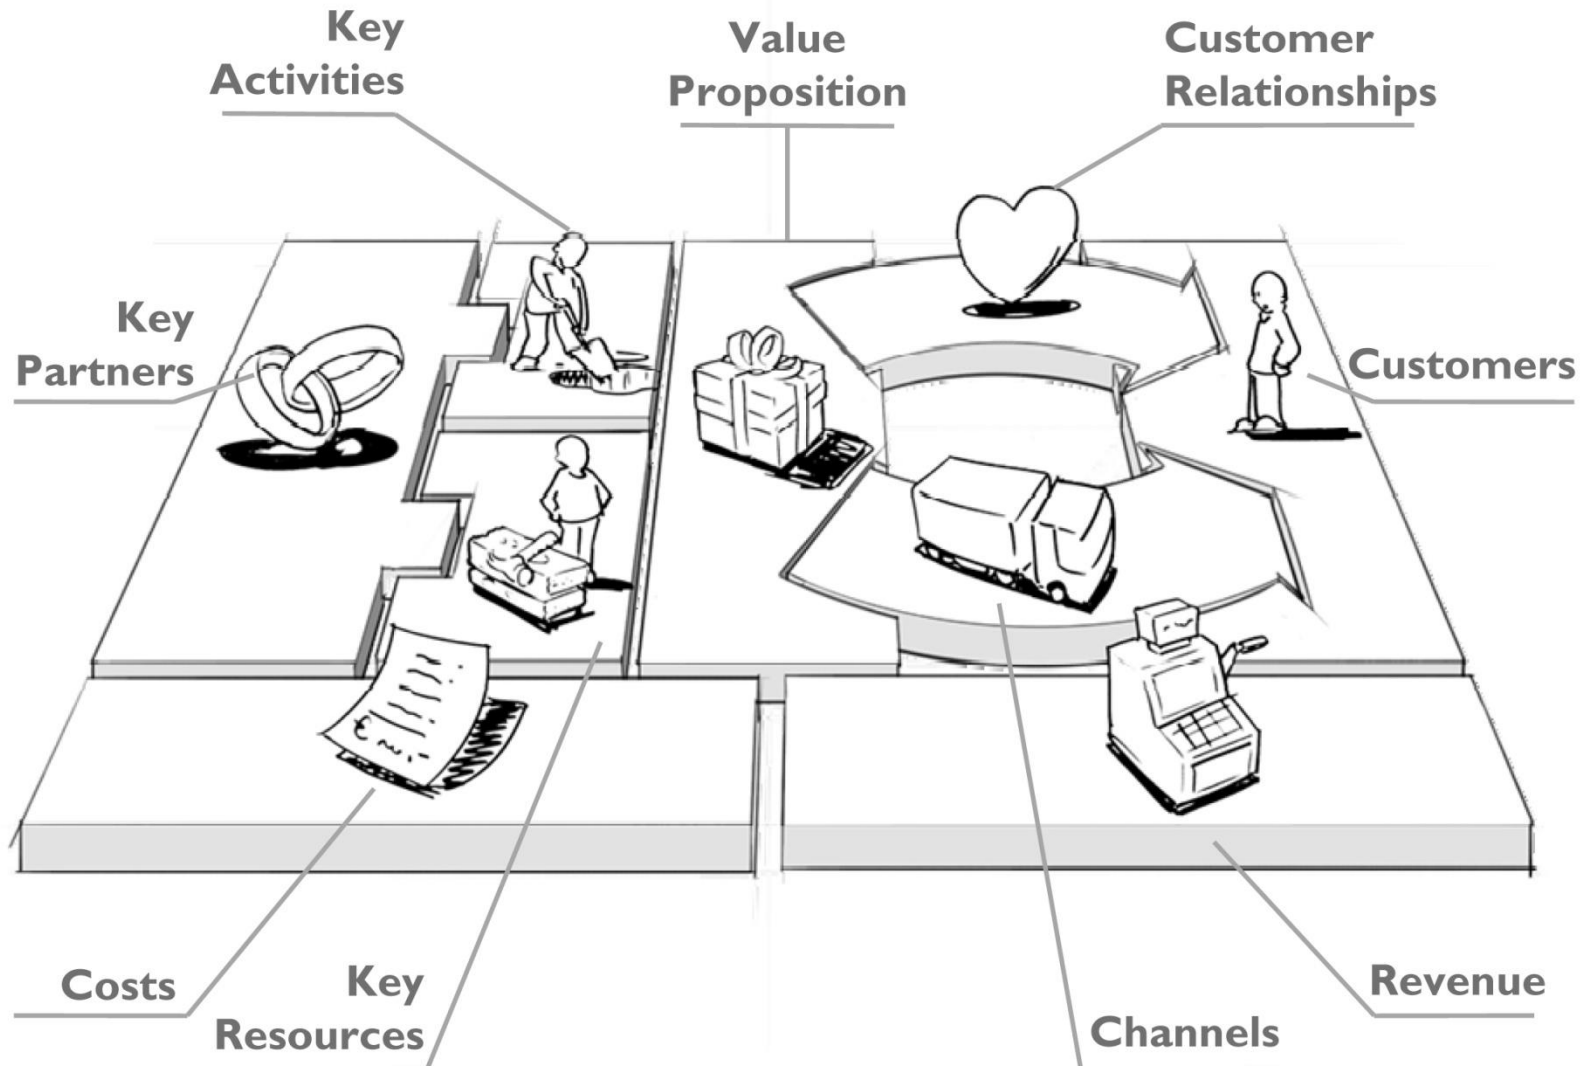 Key
Activities
Value
Proposition
Customer
Relationships
Key
Partners
Customers
Costs
Key
Resources
Channels
Revenue